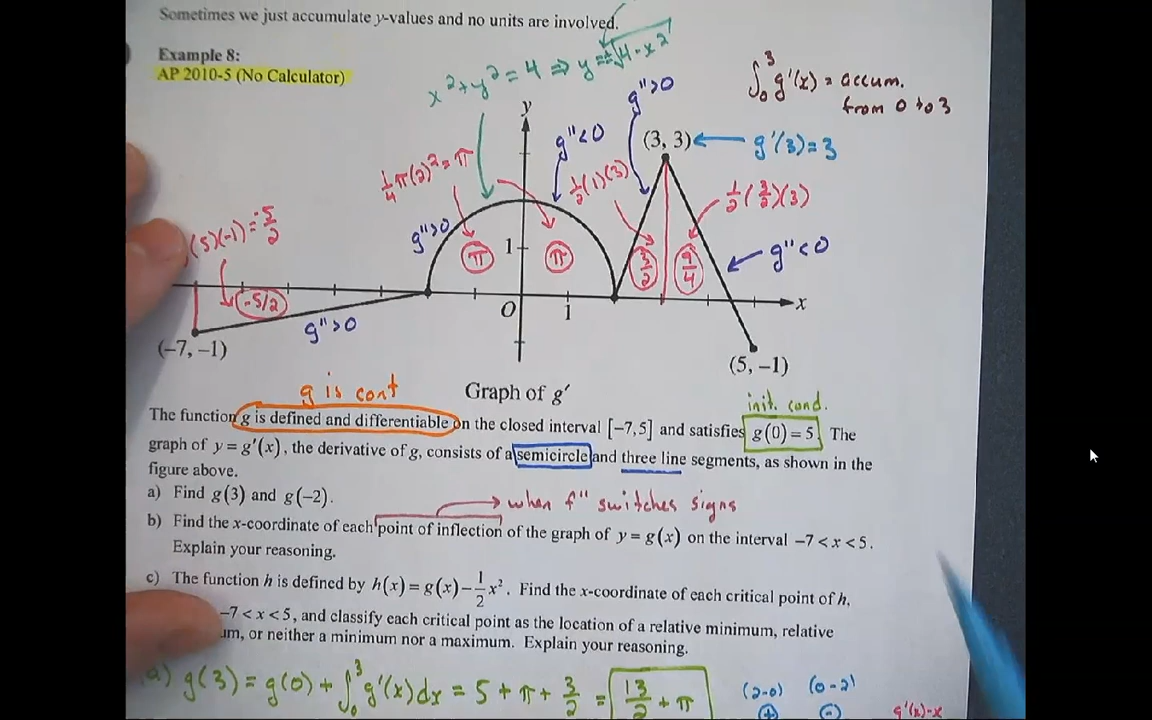 Sometimes we just accumulate y-values and no units are involved.
Example 8:
AP 2010-5 (No Calculator)
x²+y²=4 ⇒ y=±√4-x²
∫₀³ g'(x) = accum.
from 0 to 3
g''>0
y
g''<0
(3, 3)
g'(3)=3
¼π(2)²=π
½(1)(3)
½(3/2)(3)
(5)(-1)=-5/2
g''>0
π
1
π
3/2
9/4
g''<0
-5/2
g''>0
O
1
x
(−7, −1)
(5, −1)
g is cont
Graph of g'
init. cond.
The function g is defined and differentiable on the closed interval [−7,5] and satisfies g(0)=5. The
graph of y = g'(x), the derivative of g, consists of a semicircle and three line segments, as shown in the
figure above.
a) Find g(3) and g(−2).
when f'' switches signs
b) Find the x-coordinate of each point of inflection of the graph of y = g(x) on the interval −7<x<5.
Explain your reasoning.
c) The function h is defined by h(x)=g(x)−½x². Find the x-coordinate of each critical point of h,
−7<x<5, and classify each critical point as the location of a relative minimum, relative
um, or neither a minimum nor a maximum. Explain your reasoning.
a) g(3) = g(0) + ∫₀³ g'(x)dx = 5 + π + 3/2 = 13/2 + π
(2-0) (0-2)
+ −
g'(x)-x